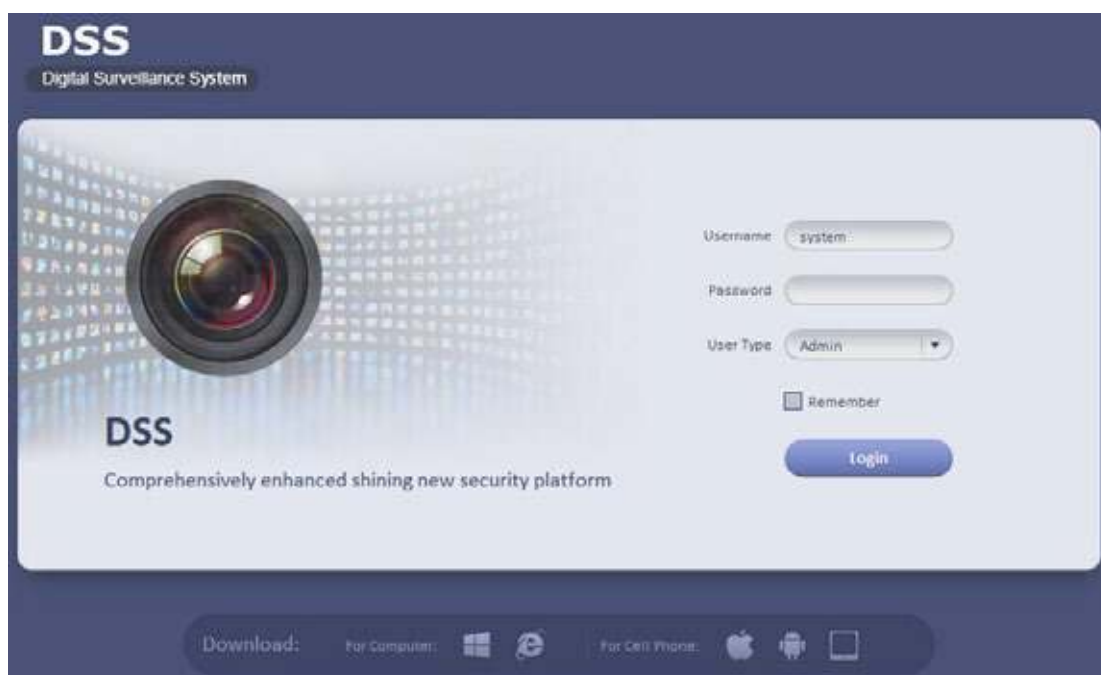 DSS
Digital Surveillance System
Username system
Password
User Type Admin
Remember
Login
DSS
Comprehensively enhanced shining new security platform
Download: For Computer: For Cell Phone: